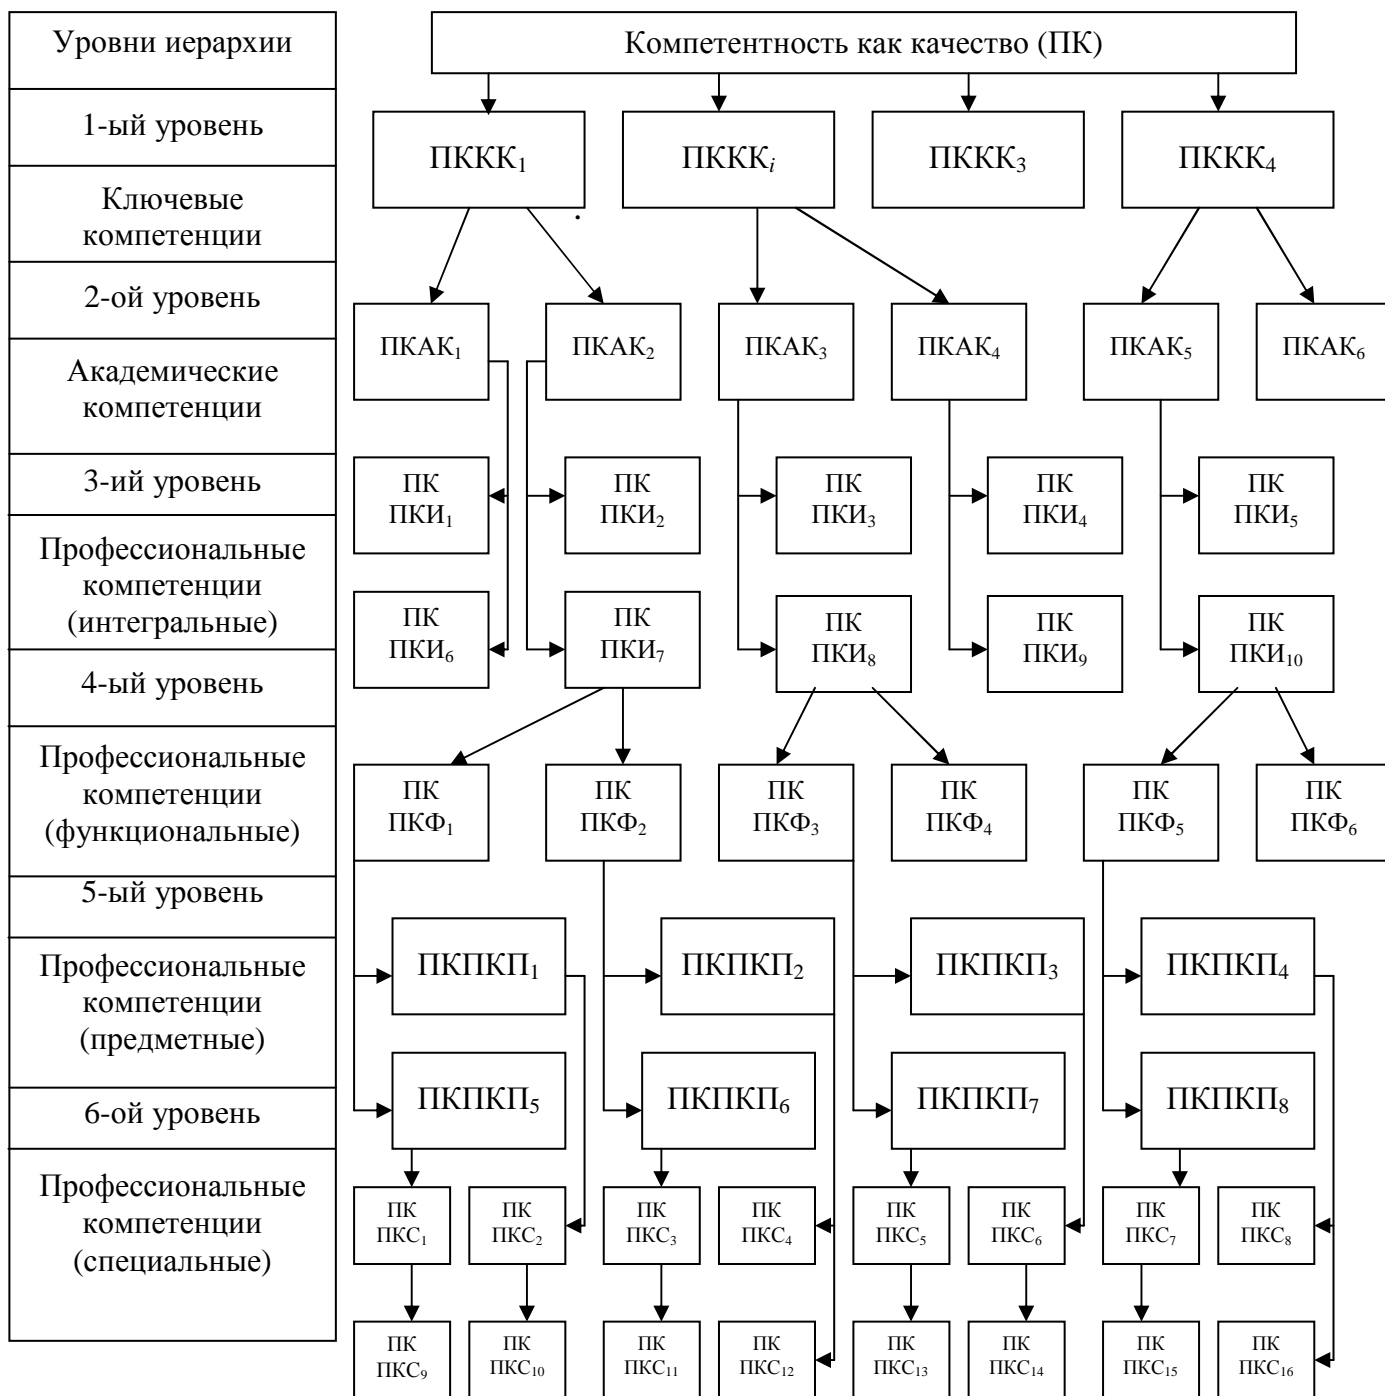 Уровни иерархии
Компетентность как качество (ПК)
1-ый уровень
ПККК₁
ПКККᵢ
ПККК₃
ПККК₄
Ключевые
компетенции
2-ой уровень
ПКАК₁
ПКАК₂
ПКАК₃
ПКАК₄
ПКАК₅
ПКАК₆
Академические
компетенции
3-ий уровень
ПК
ПКИ₁
ПК
ПКИ₂
ПК
ПКИ₃
ПК
ПКИ₄
ПК
ПКИ₅
Профессиональные
компетенции
(интегральные)
ПК
ПКИ₆
ПК
ПКИ₇
ПК
ПКИ₈
ПК
ПКИ₉
ПК
ПКИ₁₀
4-ый уровень
Профессиональные
компетенции
(функциональные)
ПК
ПКФ₁
ПК
ПКФ₂
ПК
ПКФ₃
ПК
ПКФ₄
ПК
ПКФ₅
ПК
ПКФ₆
5-ый уровень
Профессиональные
компетенции
(предметные)
ПКПКП₁
ПКПКП₂
ПКПКП₃
ПКПКП₄
6-ой уровень
ПКПКП₅
ПКПКП₆
ПКПКП₇
ПКПКП₈
Профессиональные
компетенции
(специальные)
ПК
ПКС₁
ПК
ПКС₂
ПК
ПКС₃
ПК
ПКС₄
ПК
ПКС₅
ПК
ПКС₆
ПК
ПКС₇
ПК
ПКС₈
ПК
ПКС₉
ПК
ПКС₁₀
ПК
ПКС₁₁
ПК
ПКС₁₂
ПК
ПКС₁₃
ПК
ПКС₁₄
ПК
ПКС₁₅
ПК
ПКС₁₆